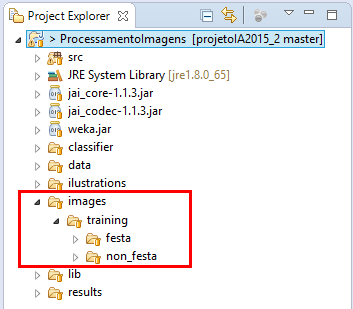 Project Explorer
> ProcessamentoImagens [projetoIA2015_2 master]
src
JRE System Library [jre1.8.0_65]
jai_core-1.1.3.jar
jai_codec-1.1.3.jar
weka.jar
classifier
data
ilustrations
images
training
festa
non_festa
lib
results